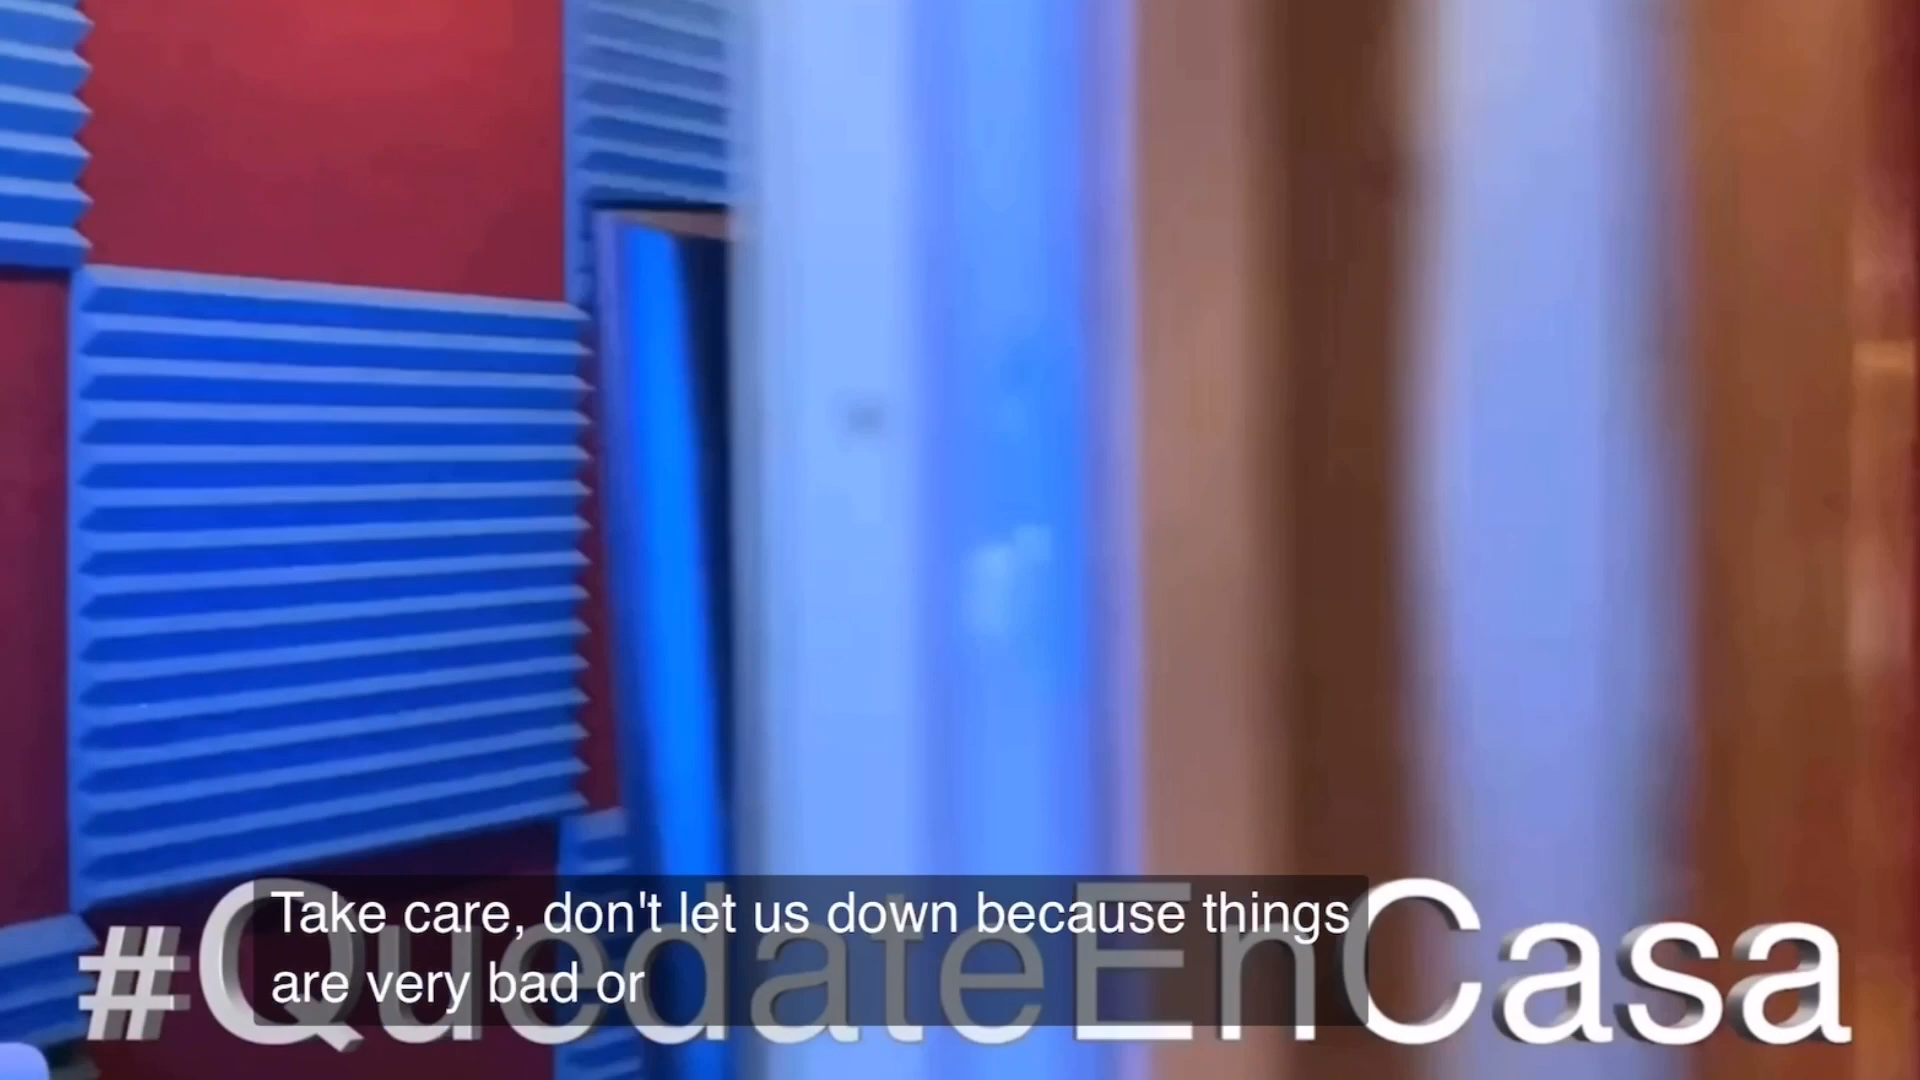 Take care, don't let us down because things
are very bad or
#QuedateEnCasa